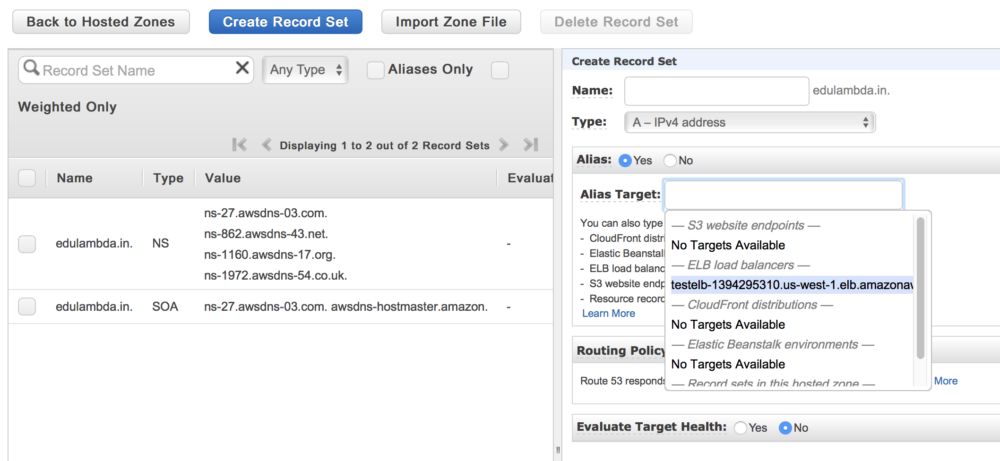 Back to Hosted Zones Create Record Set Import Zone File Delete Record Set
Record Set Name Any Type Aliases Only
Weighted Only
Displaying 1 to 2 out of 2 Record Sets
Name Type Value Evaluat
edulambda.in. NS ns-27.awsdns-03.com. -
ns-862.awsdns-43.net.
ns-1160.awsdns-17.org.
ns-1972.awsdns-54.co.uk.
edulambda.in. SOA ns-27.awsdns-03.com. awsdns-hostmaster.amazon. -
Create Record Set
Name: edulambda.in.
Type: A – IPv4 address
Alias: Yes No
Alias Target:
You can also type
- CloudFront distri
- Elastic Beanstal
- ELB load balanc
- S3 website endp
- Resource record
Learn More
— S3 website endpoints —
No Targets Available
— ELB load balancers —
testelb-1394295310.us-west-1.elb.amazonaw
— CloudFront distributions —
No Targets Available
— Elastic Beanstalk environments —
No Targets Available
— Record sets in this hosted zone —
Routing Policy
Route 53 responds More
Evaluate Target Health: Yes No